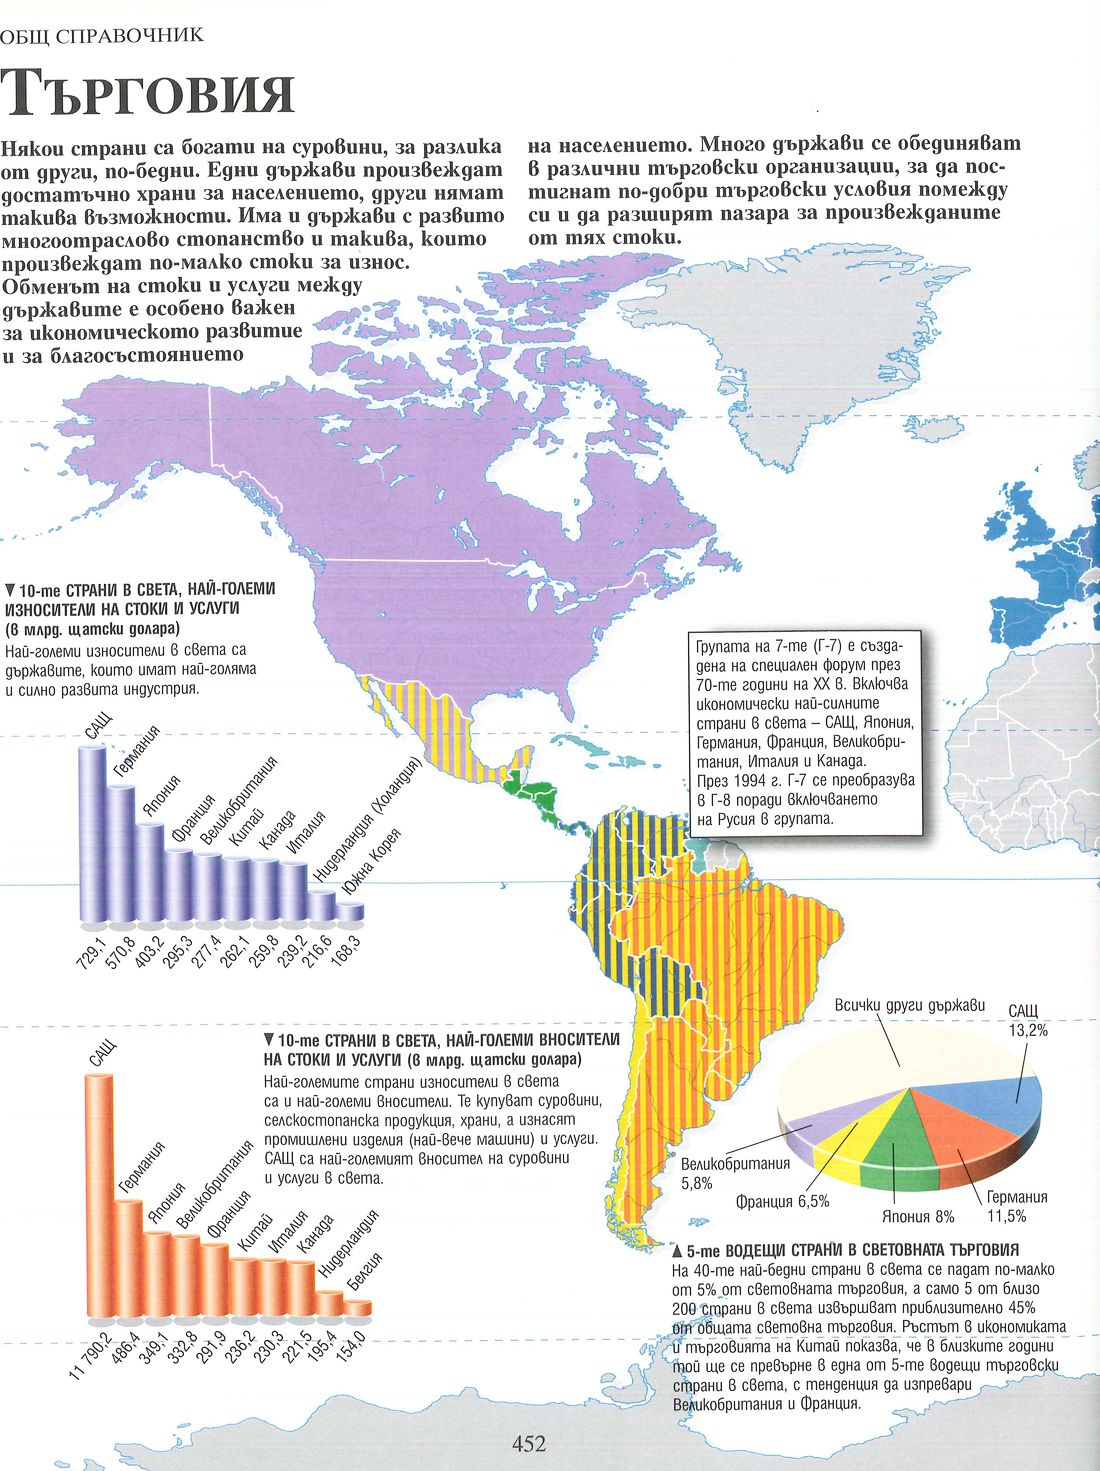 ОБЩ СПРАВОЧНИК
ТЪРГОВИЯ
Някои страни са богати на суровини, за разлика
от други, по-бедни. Едни държави произвеждат
достатъчно храни за населението, други нямат
такива възможности. Има и държави с развито
многоотраслово стопанство и такива, които
произвеждат по-малко стоки за износ.
Обменът на стоки и услуги между
държавите е особено важен
за икономическото развитие
и за благосъстоянието
на населението. Много държави се обединяват
в различни търговски организации, за да пос-
тигнат по-добри търговски условия помежду
си и да разширят пазара за произвежданите
от тях стоки.
▼ 10-те СТРАНИ В СВЕТА, НАЙ-ГОЛЕМИ
ИЗНОСИТЕЛИ НА СТОКИ И УСЛУГИ
(в млрд. щатски долара)
Най-големи износители в света са
държавите, които имат най-голяма
и силно развита индустрия.
САЩ
Германия
Япония
Франция
Великобритания
Китай
Канада
Италия
Нидерландия (Холандия)
Южна Корея
729,1
570,8
403,2
295,3
277,4
262,1
259,8
239,2
216,6
168,3
Групата на 7-те (Г-7) е създа-
дена на специален форум през
70-те години на XX в. Включва
икономически най-силните
страни в света – САЩ, Япония,
Германия, Франция, Великобри-
тания, Италия и Канада.
През 1994 г. Г-7 се преобразува
в Г-8 поради включването
на Русия в групата.
▼ 10-те СТРАНИ В СВЕТА, НАЙ-ГОЛЕМИ ВНОСИТЕЛИ
НА СТОКИ И УСЛУГИ (в млрд. щатски долара)
Най-големите страни износители в света
са и най-големи вносители. Те купуват суровини,
селскостопанска продукция, храни, а изнасят
промишлени изделия (най-вече машини) и услуги.
САЩ са най-големият вносител на суровини
и услуги в света.
САЩ
Германия
Япония
Великобритания
Франция
Китай
Италия
Канада
Нидерландия
Белгия
11 790,2
486,4
349,1
332,8
291,9
236,2
230,3
221,5
195,4
154,0
Всички други държави
САЩ
13,2%
Великобритания
5,8%
Франция 6,5%
Япония 8%
Германия
11,5%
▲ 5-те ВОДЕЩИ СТРАНИ В СВЕТОВНАТА ТЪРГОВИЯ
На 40-те най-бедни страни в света се падат по-малко
от 5% от световната търговия, а само 5 от близо
200 страни в света извършват приблизително 45%
от общата световна търговия. Ръстът в икономиката
и търговията на Китай показва, че в близките години
той ще се превърне в една от 5-те водещи търговски
страни в света, с тенденция да изпревари
Великобритания и Франция.
452